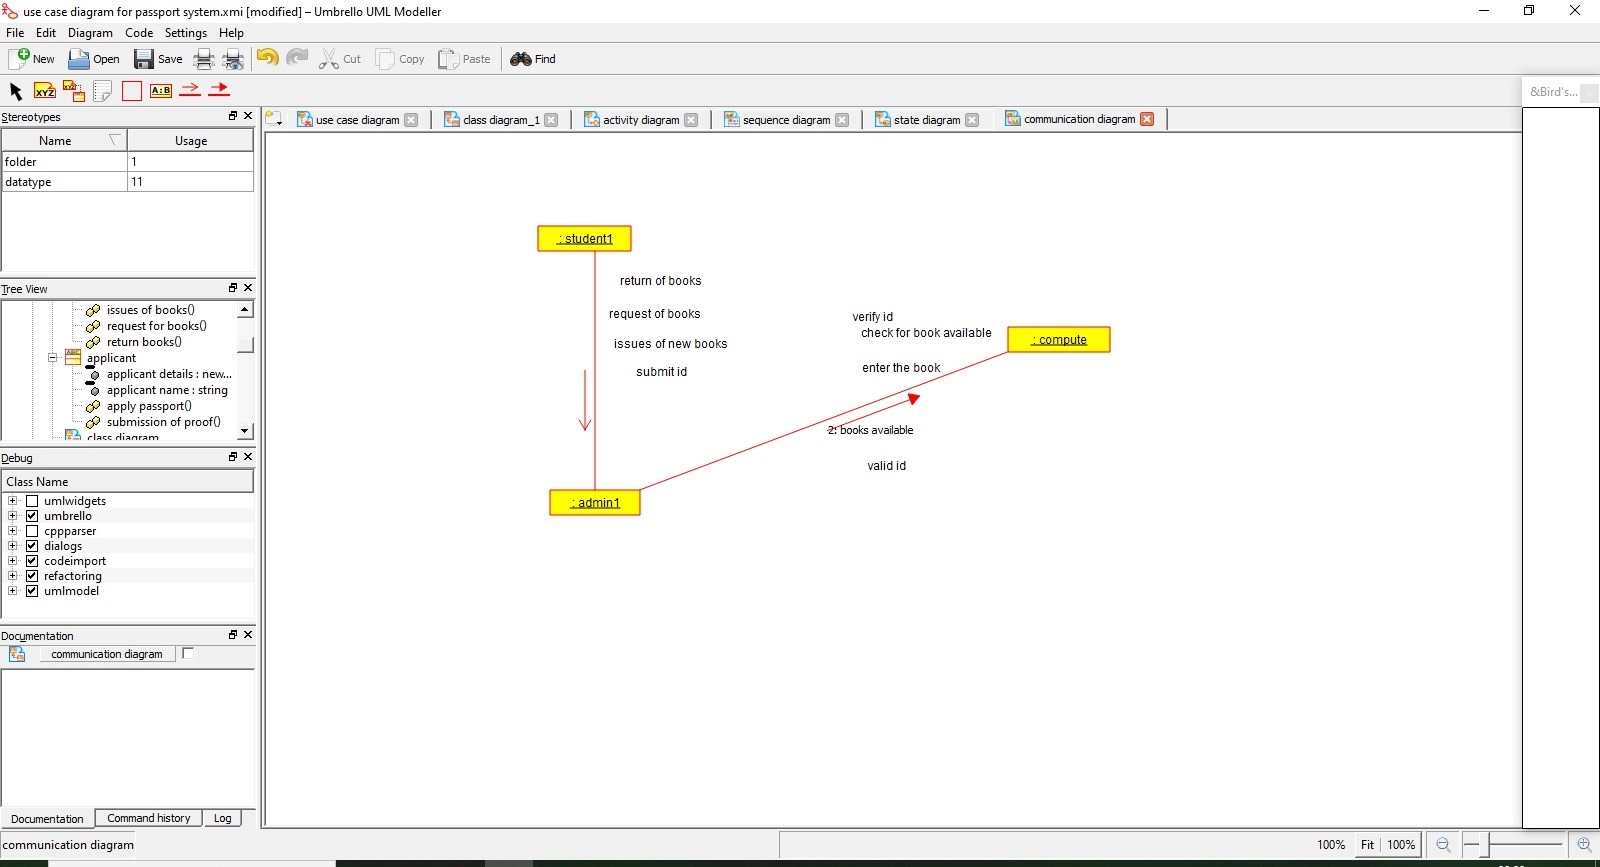 use case diagram for passport system.xmi [modified] – Umbrello UML Modeller
File Edit Diagram Code Settings Help
New Open Save Cut Copy Paste Find
XYZ XYZ A:B
&Bird's...
Stereotypes
Name Usage
folder 1
datatype 11
Tree View
issues of books()
request for books()
return books()
ABC applicant
applicant details : new...
applicant name : string
apply passport()
submission of proof()
class diagram
Debug
Class Name
umlwidgets
umbrello
cppparser
dialogs
codeimport
refactoring
umlmodel
Documentation
communication diagram
Documentation Command history Log
use case diagram class diagram_1 activity diagram sequence diagram state diagram communication diagram
: student1
return of books
request of books
issues of new books
submit id
verify id
check for book available
: compute
enter the book
2: books available
valid id
: admin1
communication diagram 100% Fit 100%